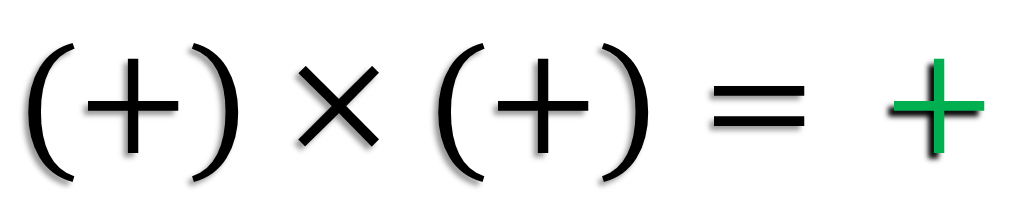 (+) × (+) = +